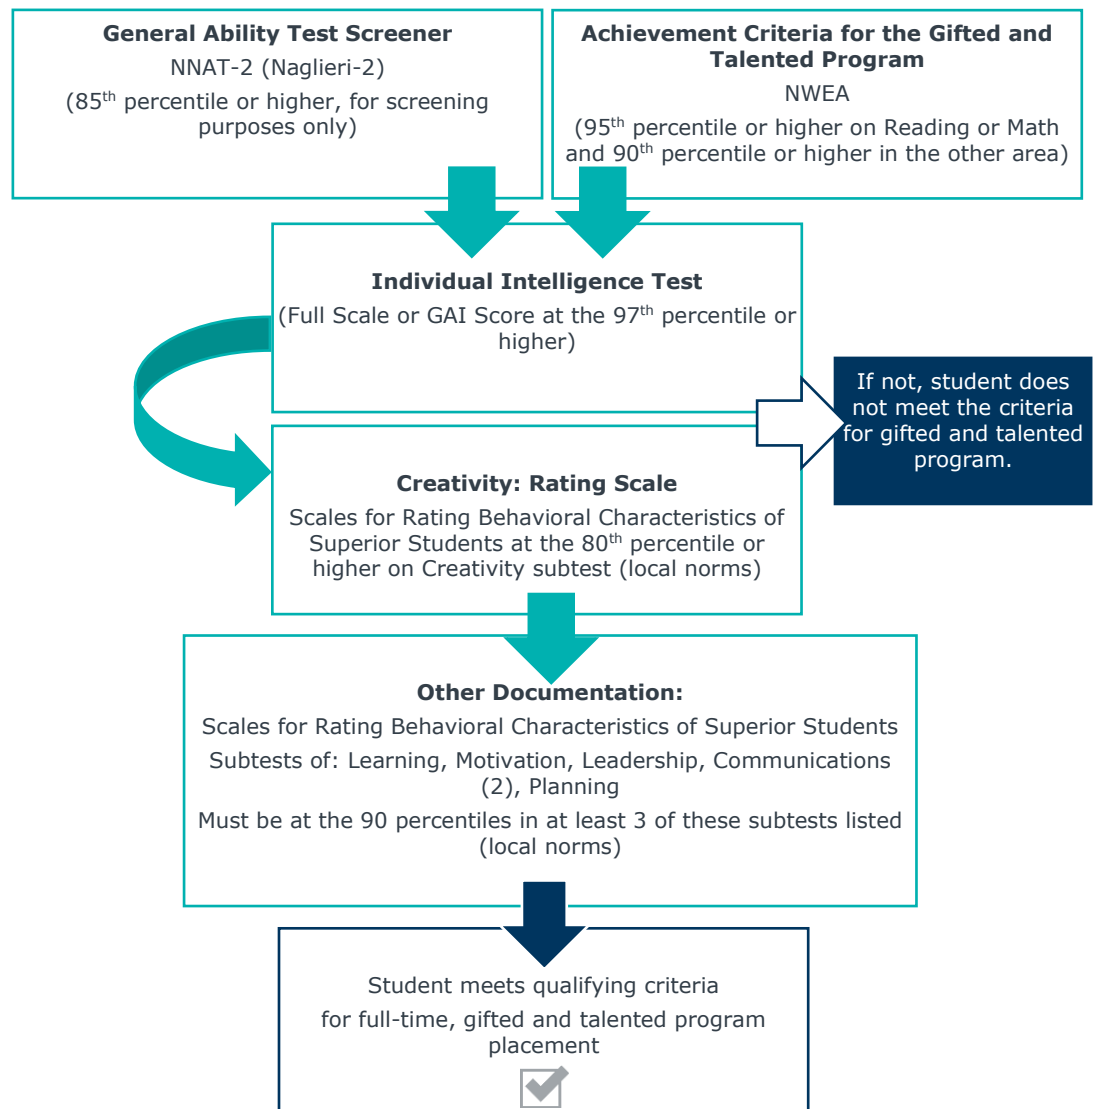 General Ability Test Screener
NNAT-2 (Naglieri-2)
(85th percentile or higher, for screening
purposes only)
Achievement Criteria for the Gifted and
Talented Program
NWEA
(95th percentile or higher on Reading or Math
and 90th percentile or higher in the other area)
Individual Intelligence Test
(Full Scale or GAI Score at the 97th percentile or
higher)
If not, student does
not meet the criteria
for gifted and talented
program.
Creativity: Rating Scale
Scales for Rating Behavioral Characteristics of
Superior Students at the 80th percentile or
higher on Creativity subtest (local norms)
Other Documentation:
Scales for Rating Behavioral Characteristics of Superior Students
Subtests of: Learning, Motivation, Leadership, Communications
(2), Planning
Must be at the 90 percentiles in at least 3 of these subtests listed
(local norms)
Student meets qualifying criteria
for full-time, gifted and talented program
placement